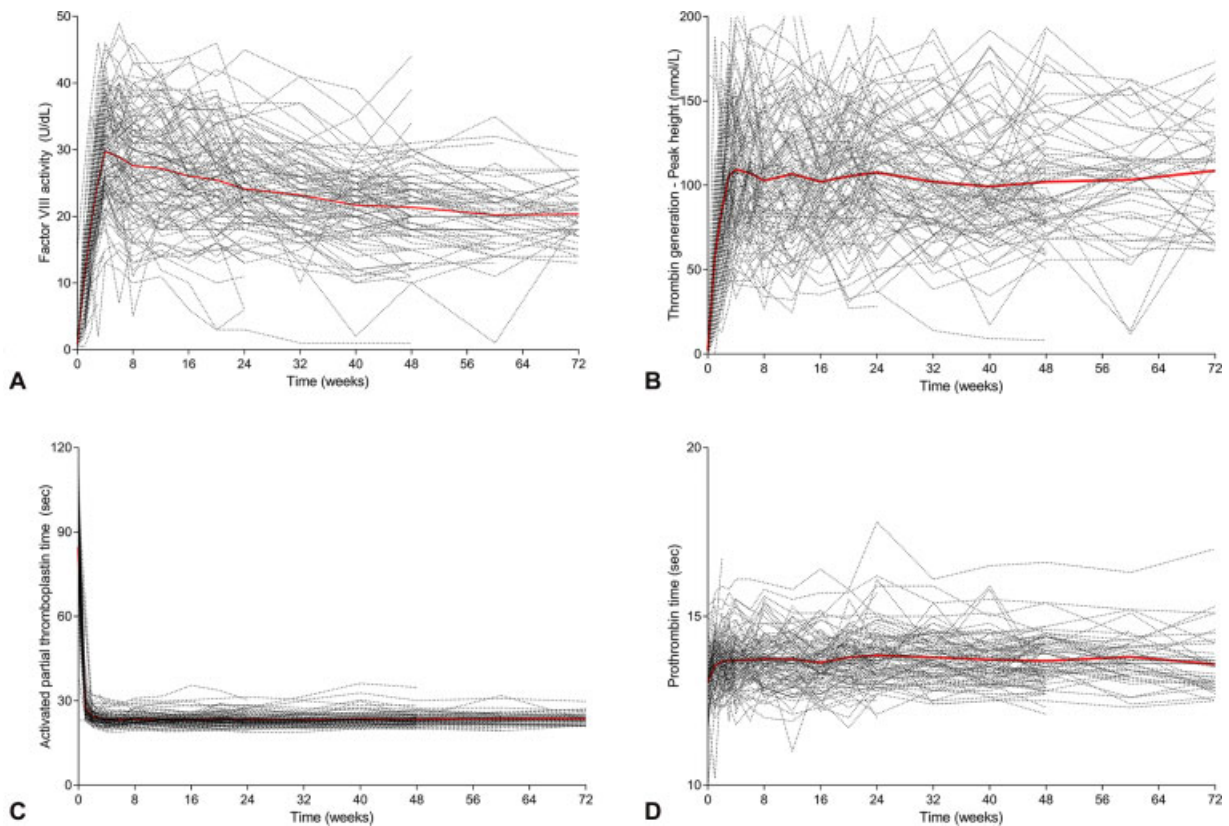 50
40
30
20
10
0
Factor VIII activity (U/dL)
0 8 16 24 32 40 48 56 64 72
Time (weeks)
A
200
150
100
50
0
Thrombin generation - Peak height (nmol/L)
0 8 16 24 32 40 48 56 64 72
Time (weeks)
B
120
90
60
30
0
Activated partial thromboplastin time (sec)
0 8 16 24 32 40 48 56 64 72
Time (weeks)
C
20
15
10
Prothrombin time (sec)
0 8 16 24 32 40 48 56 64 72
Time (weeks)
D